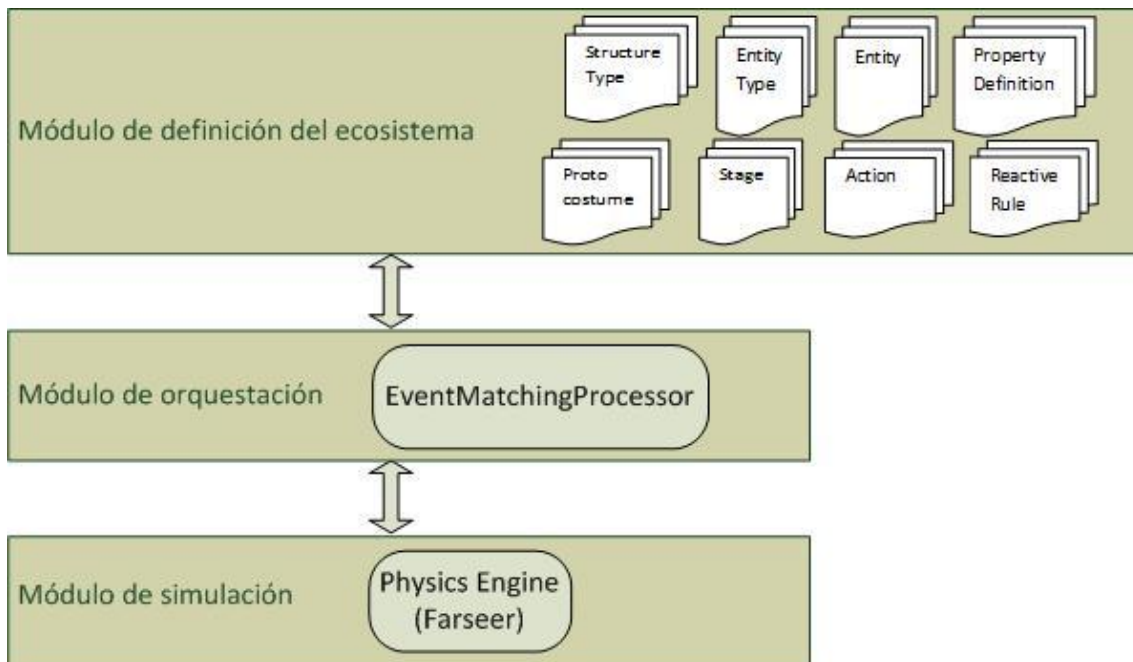 Structure
Type
Entity
Type
Entity
Property
Definition
Módulo de definición del ecosistema
Proto
costume
Stage
Action
Reactive
Rule
Módulo de orquestación
EventMatchingProcessor
Módulo de simulación
Physics Engine
(Farseer)